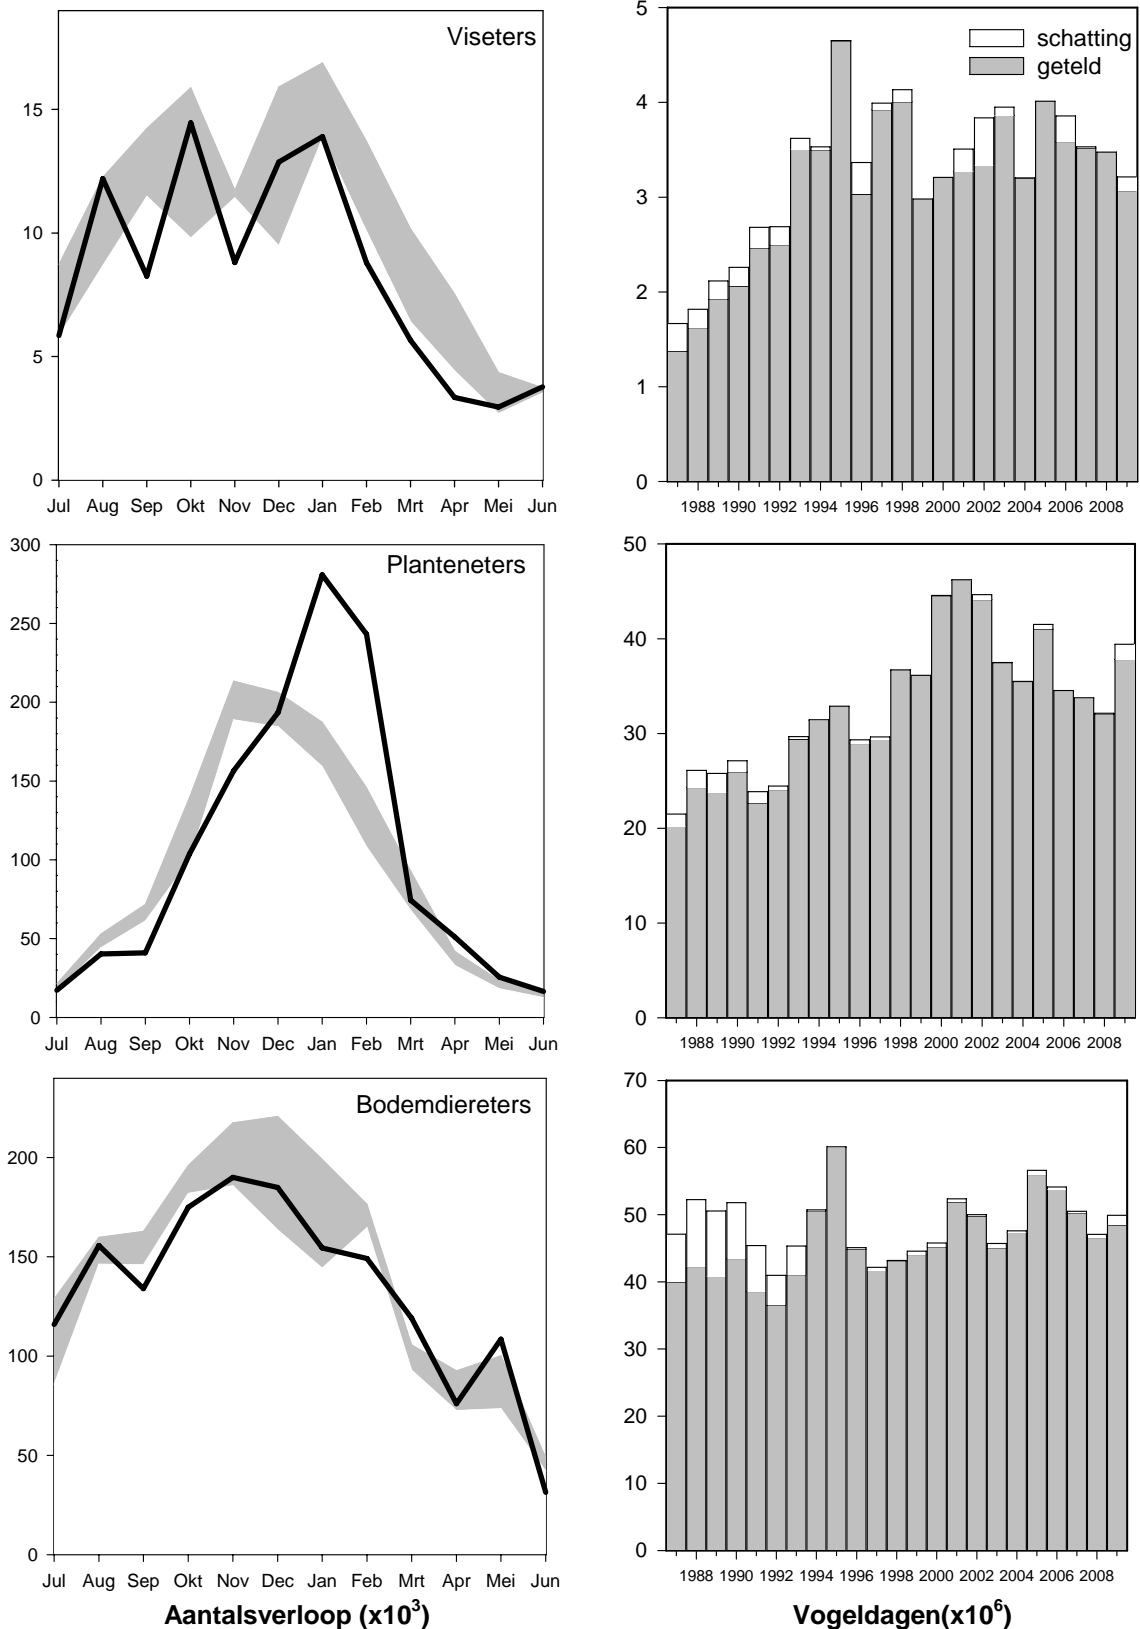 Viseters
15
10
5
0
Jul Aug Sep Okt Nov Dec Jan Feb Mrt Apr Mei Jun
5
4
3
2
1
0
schatting
geteld
1988 1990 1992 1994 1996 1998 2000 2002 2004 2006 2008
Planteneters
300
250
200
150
100
50
0
Jul Aug Sep Okt Nov Dec Jan Feb Mrt Apr Mei Jun
50
40
30
20
10
0
1988 1990 1992 1994 1996 1998 2000 2002 2004 2006 2008
Bodemdiereters
200
150
100
50
0
Jul Aug Sep Okt Nov Dec Jan Feb Mrt Apr Mei Jun
Aantalsverloop (x10³)
70
60
50
40
30
20
10
0
1988 1990 1992 1994 1996 1998 2000 2002 2004 2006 2008
Vogeldagen(x10⁶)